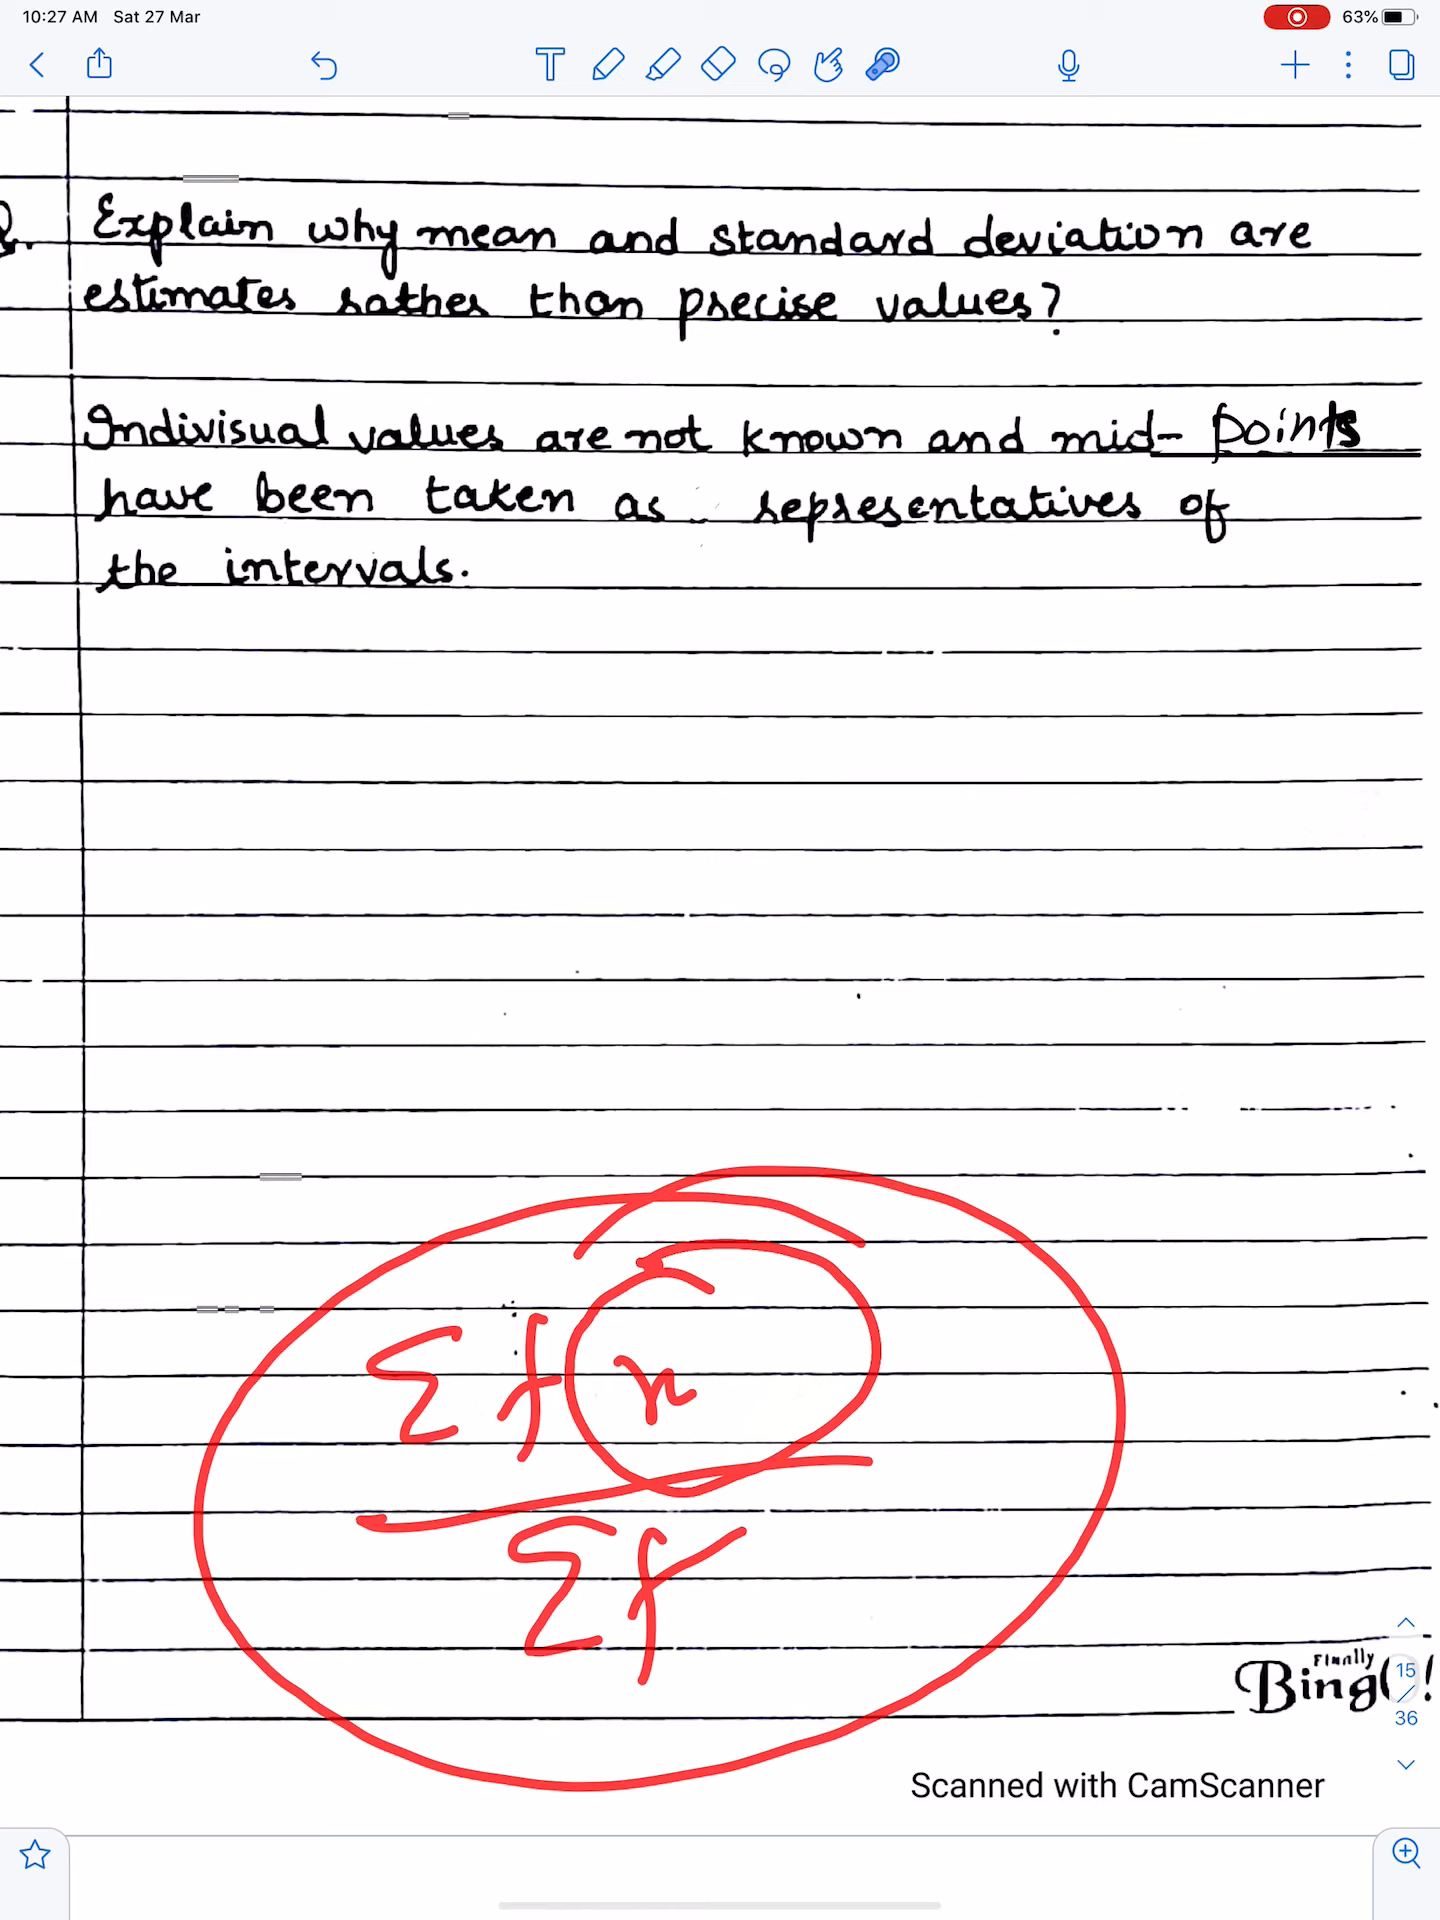 10:27 AM Sat 27 Mar 63%
Q. Explain why mean and standard deviation are
estimates rather than precise values?
Indivisual values are not known and mid- points
have been taken as representatives of
the intervals.
Σfx
Σf
Finally
BingO!
15
/
36
Scanned with CamScanner